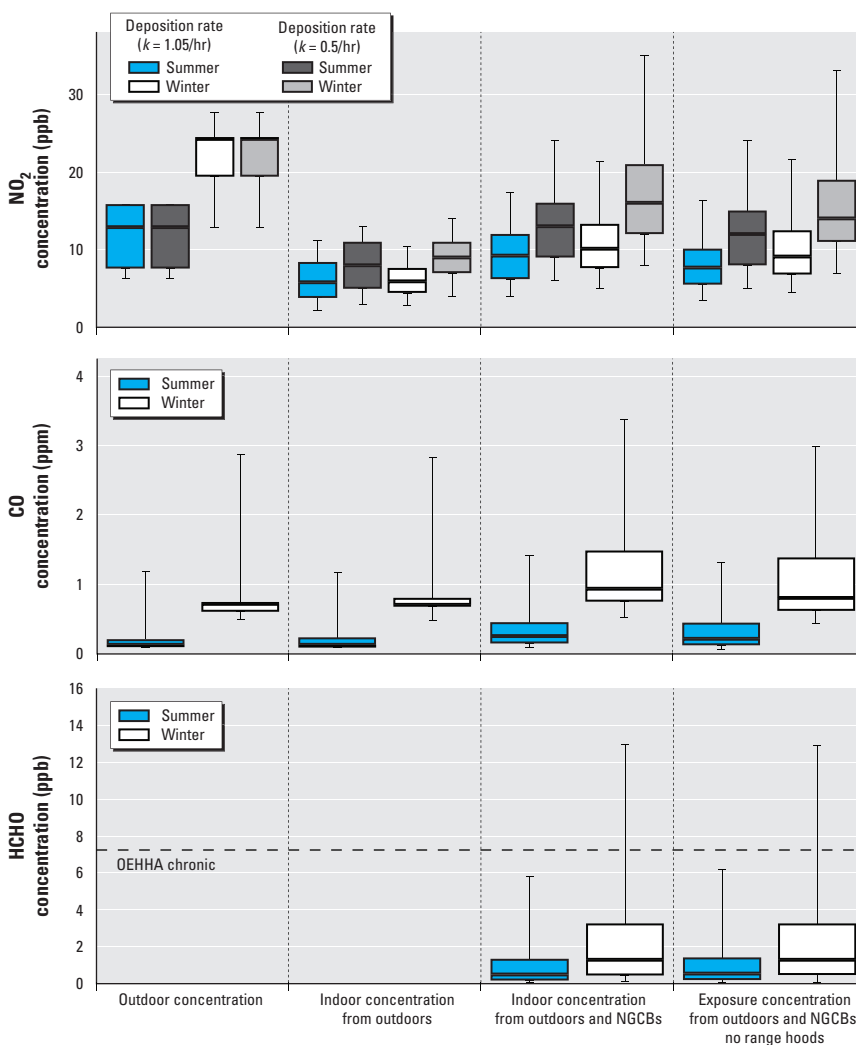 Deposition rate Deposition rate
(k = 1.05/hr) (k = 0.5/hr)
Summer Summer
Winter Winter
NO2
concentration (ppb)
30
20
10
0
CO
concentration (ppm)
Summer
Winter
4
3
2
1
0
HCHO
concentration (ppb)
Summer
Winter
16
14
12
10
8
6
4
2
0
OEHHA chronic
Outdoor concentration
Indoor concentration
from outdoors
Indoor concentration
from outdoors and NGCBs
Exposure concentration
from outdoors and NGCBs
no range hoods